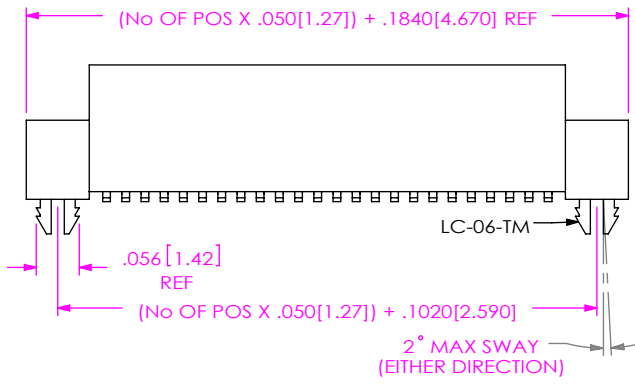 (No OF POS X .050[1.27]) + .1840[4.670] REF
LC-06-TM
.056[1.42]
REF
(No OF POS X .050[1.27]) + .1020[2.590]
2° MAX SWAY
(EITHER DIRECTION)